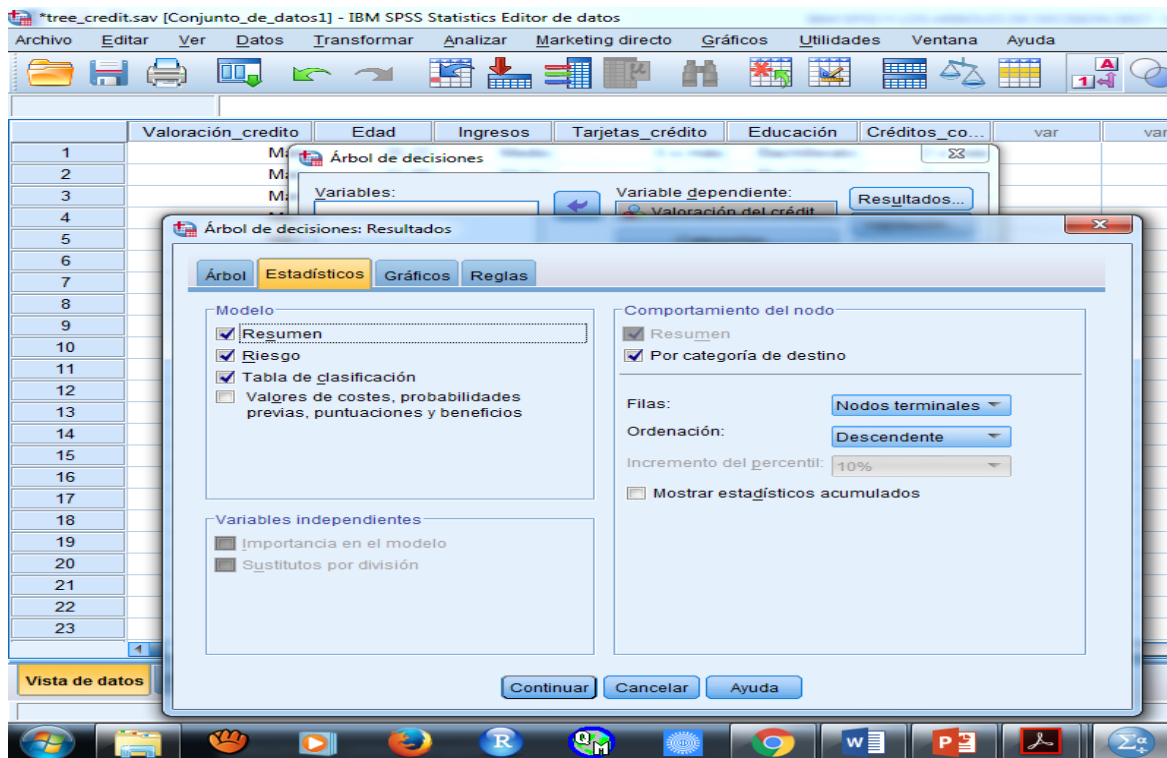 *tree_credit.sav [Conjunto_de_datos1] - IBM SPSS Statistics Editor de datos
Archivo Editar Ver Datos Transformar Analizar Marketing directo Gráficos Utilidades Ventana Ayuda
Valoración_credito Edad Ingresos Tarjetas_crédito Educación Créditos_co... var var
1
2
3
4
5
6
7
8
9
10
11
12
13
14
15
16
17
18
19
20
21
22
23
Árbol de decisiones
Variables:
Variable dependiente:
Valoración del crédit
Resultados...
Árbol de decisiones: Resultados
Árbol Estadísticos Gráficos Reglas
Modelo
Resumen
Riesgo
Tabla de clasificación
Valores de costes, probabilidades
previas, puntuaciones y beneficios
Variables independientes
Importancia en el modelo
Sustitutos por división
Comportamiento del nodo
Resumen
Por categoría de destino
Filas: Nodos terminales
Ordenación: Descendente
Incremento del percentil: 10%
Mostrar estadísticos acumulados
Continuar Cancelar Ayuda
Vista de datos